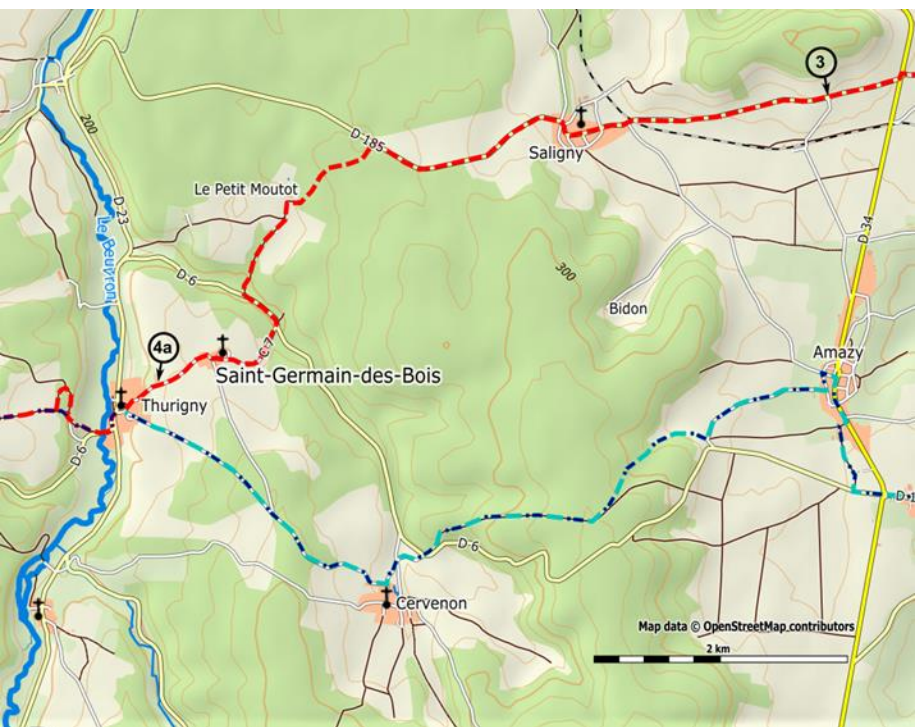 3
D-185
Saligny
200
Le Petit Moutot
D-23
D-34
Le Beuvron
D-6
300
Bidon
4a
C-7
Amazy
Saint-Germain-des-Bois
Thurigny
D-6
D-1
D-6
Cervenon
Map data © OpenStreetMap contributors
2 km